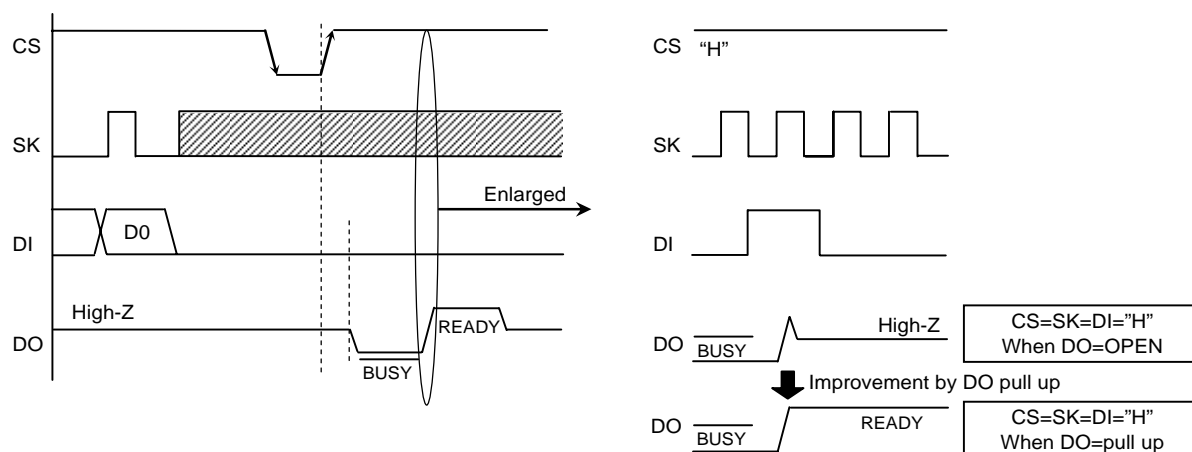 CS
SK
DI
DO
D0
High-Z
BUSY
READY
Enlarged
CS "H"
SK
DI
DO
BUSY
High-Z
CS=SK=DI="H"
When DO=OPEN
Improvement by DO pull up
DO
BUSY
READY
CS=SK=DI="H"
When DO=pull up